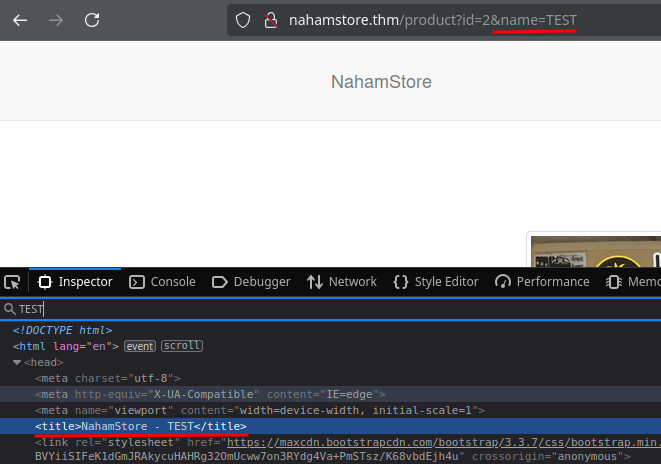 nahamstore.thm/product?id=2&name=TEST
NahamStore
Inspector Console Debugger Network Style Editor Performance Memo
TEST
<!DOCTYPE html>
<html lang="en"> event scroll
<head>
<meta charset="utf-8">
<meta http-equiv="X-UA-Compatible" content="IE=edge">
<meta name="viewport" content="width=device-width, initial-scale=1">
<title>NahamStore - TEST</title>
<link rel="stylesheet" href="https://maxcdn.bootstrapcdn.com/bootstrap/3.3.7/css/bootstrap.min.
BVYiiSIFeK1dGmJRAkycuHAHRg32OmUcww7on3RYdg4Va+PmSTsz/K68vbdEjh4u" crossorigin="anonymous">